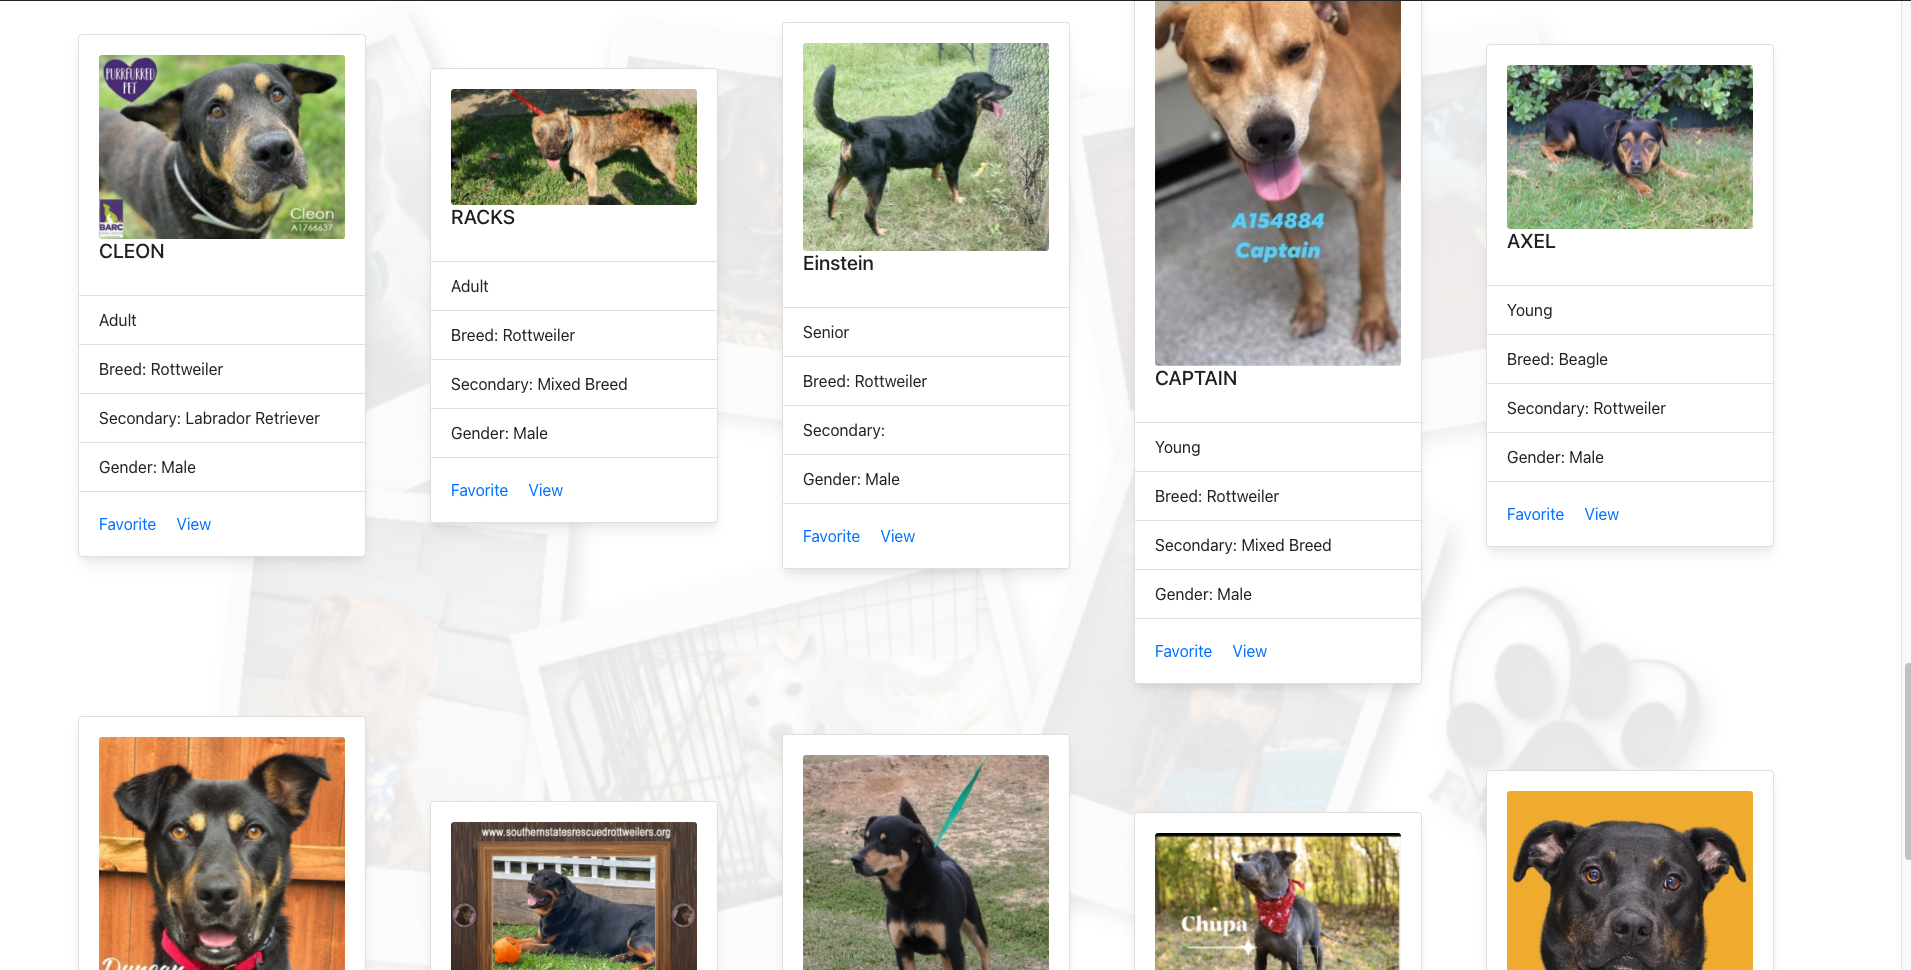 PURRFURRED
PET
BARC
Cleon
A1766637
CLEON
Adult
Breed: Rottweiler
Secondary: Labrador Retriever
Gender: Male
Favorite View
RACKS
Adult
Breed: Rottweiler
Secondary: Mixed Breed
Gender: Male
Favorite View
Einstein
Senior
Breed: Rottweiler
Secondary:
Gender: Male
Favorite View
A154884
Captain
CAPTAIN
Young
Breed: Rottweiler
Secondary: Mixed Breed
Gender: Male
Favorite View
AXEL
Young
Breed: Beagle
Secondary: Rottweiler
Gender: Male
Favorite View
Duncan
www.southernstatesrescuedrottweilers.org
Chupa